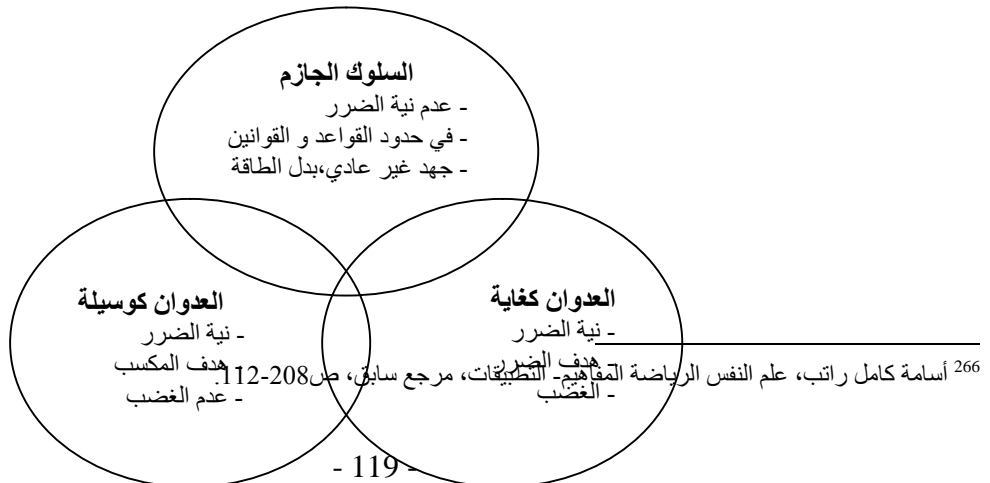 السلوك الجازم
- عدم نية الضرر
- في حدود القواعد و القوانين
- جهد غير عادي،بدل الطاقة
العدوان كغاية
- نية الضرر
- هدف الضرر
- الغضب
العدوان كوسيلة
- نية الضرر
- هدف المكسب
- عدم الغضب
266 أسامة كامل راتب، علم النفس الرياضة المفاهيم- التطبيقات، مرجع سابق، ص208-112.
- 119 -